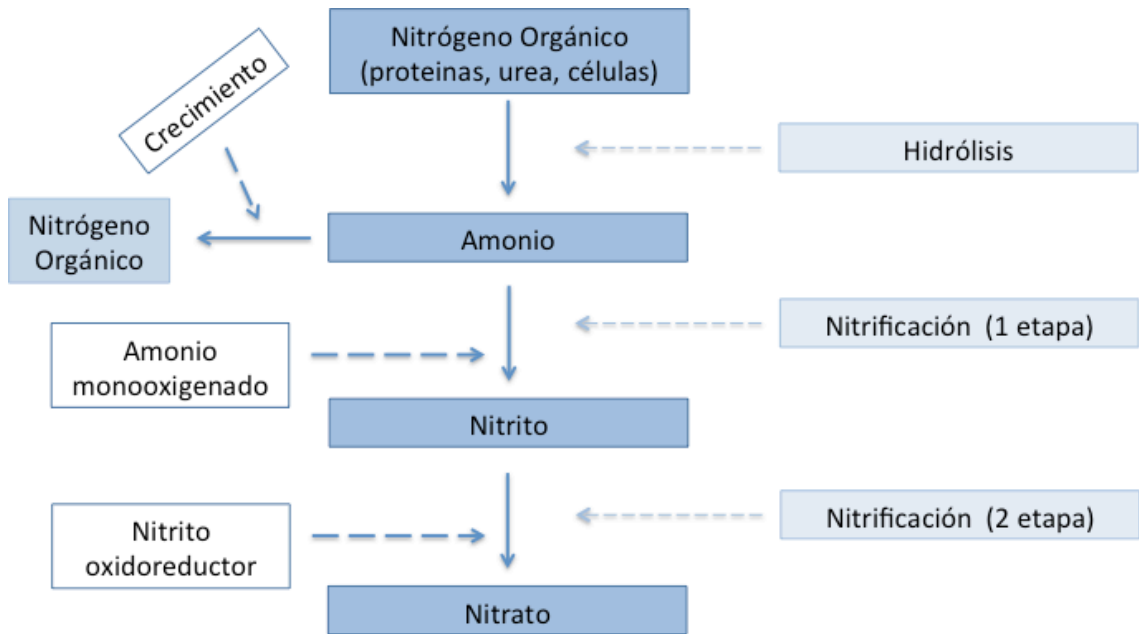 Nitrógeno Orgánico
(proteinas, urea, células)
Crecimiento
Hidrólisis
Nitrógeno
Orgánico
Amonio
Nitrificación (1 etapa)
Amonio
monooxigenado
Nitrito
Nitrificación (2 etapa)
Nitrito
oxidoreductor
Nitrato